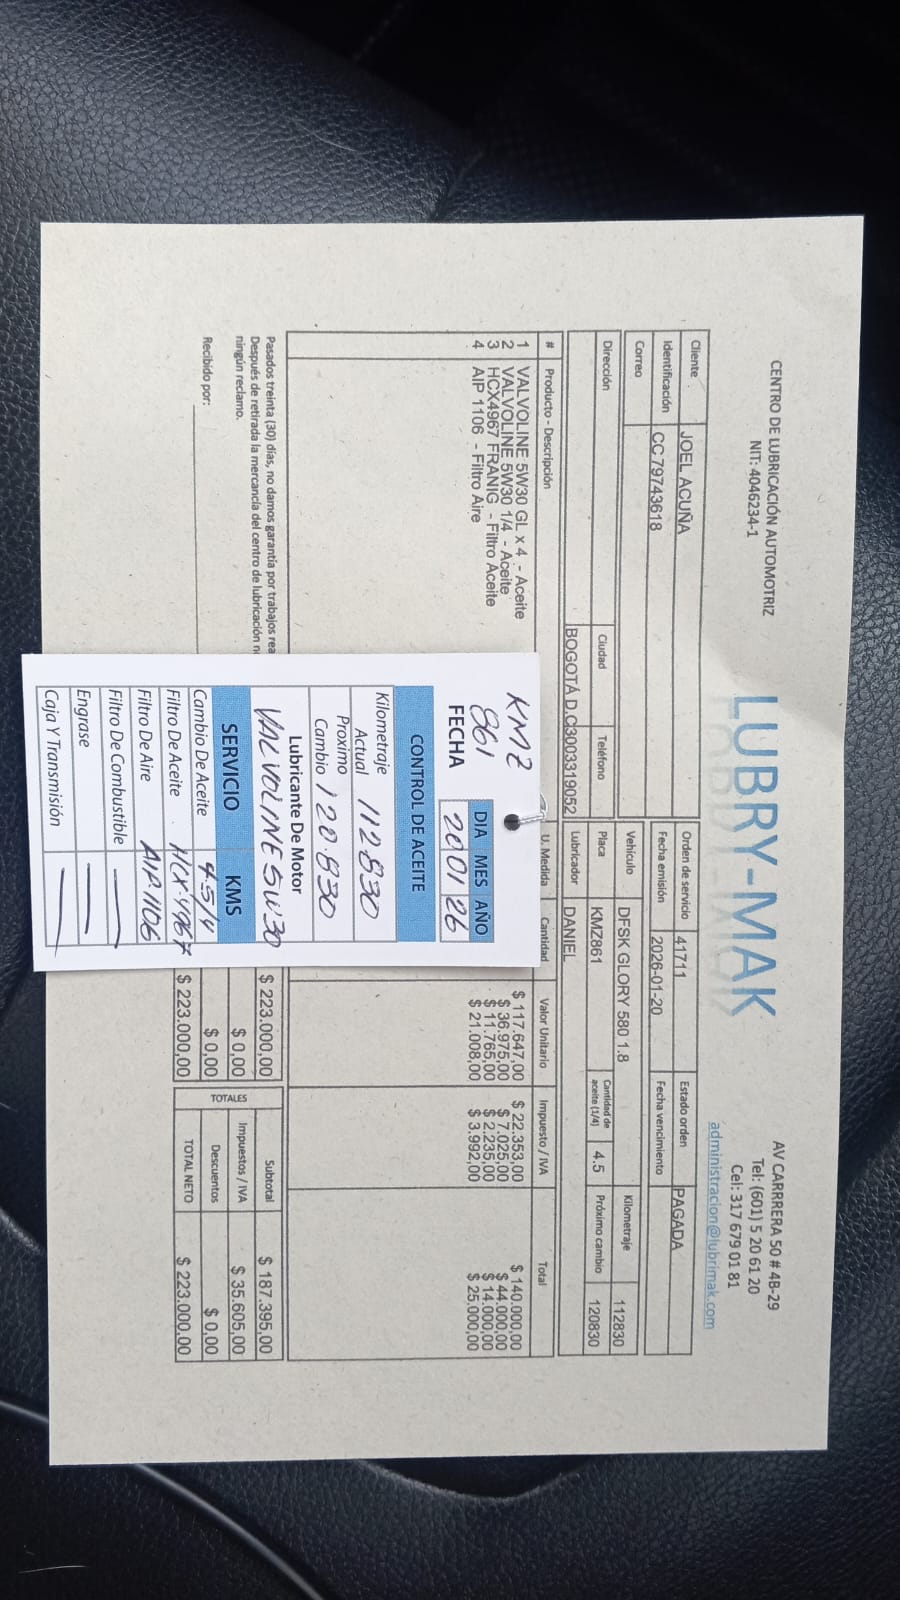 CENTRO DE LUBRICACIÓN AUTOMOTRIZ
NIT: 4046234-1
LUBRY-MAK
AV CARRRERA 50 # 4B-29
Tel: (601) 5 20 61 20
Cel: 317 679 01 81
administracion@lubrimak.com
Cliente JOEL ACUÑA
Identificación CC 79743618
Correo
Dirección Ciudad Teléfono
BOGOTÁ D.C 3003319052
Orden de servicio 41711 Estado orden PAGADA
Fecha emisión 2026-01-20 Fecha vencimiento
Vehículo DFSK GLORY 580 1.8 Kilometraje 112830
Placa KMZ861 Cantidad de aceite (1/4) 4.5 Próximo cambio 120830
Lubricador DANIEL
# Producto - Descripción U. Medida Cantidad Valor Unitario Impuesto / IVA Total
1 VALVOLINE 5W30 GL x 4 - Aceite $ 117.647,00 $ 22.353,00 $ 140.000,00
2 VALVOLINE 5W30 1/4 - Aceite $ 36.975,00 $ 7.025,00 $ 44.000,00
3 HCX4967 FRANIG - Filtro Aceite $ 11.765,00 $ 2.235,00 $ 14.000,00
4 AIP 1106 - Filtro Aire $ 21.008,00 $ 3.992,00 $ 25.000,00
Pasados treinta (30) días, no damos garantía por trabajos rea
Después de retirada la mercancía del centro de lubricación n
ningún reclamo.
Recibido por:
$ 223.000,00
$ 0,00
$ 0,00
$ 223.000,00
TOTALES
Subtotal $ 187.395,00
Impuestos / IVA $ 35.605,00
Descuentos $ 0,00
TOTAL NETO $ 223.000,00
KMZ
861
FECHA
DIA MES AÑO
20 01 26
CONTROL DE ACEITE
Kilometraje Actual 112830
Proximo Cambio 120.830
Lubricante De Motor
VALVOLINE 5W30
SERVICIO KMS
Cambio De Aceite 4-5/4
Filtro De Aceite HCX-4967
Filtro De Aire AIP.1106
Filtro De Combustible —
Engrase —
Caja Y Transmisión —